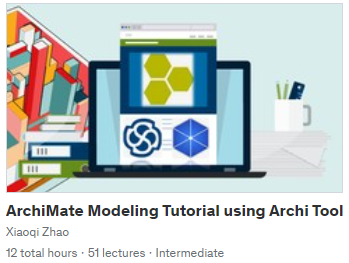 ArchiMate Modeling Tutorial using Archi Tool
Xiaoqi Zhao
12 total hours · 51 lectures · Intermediate